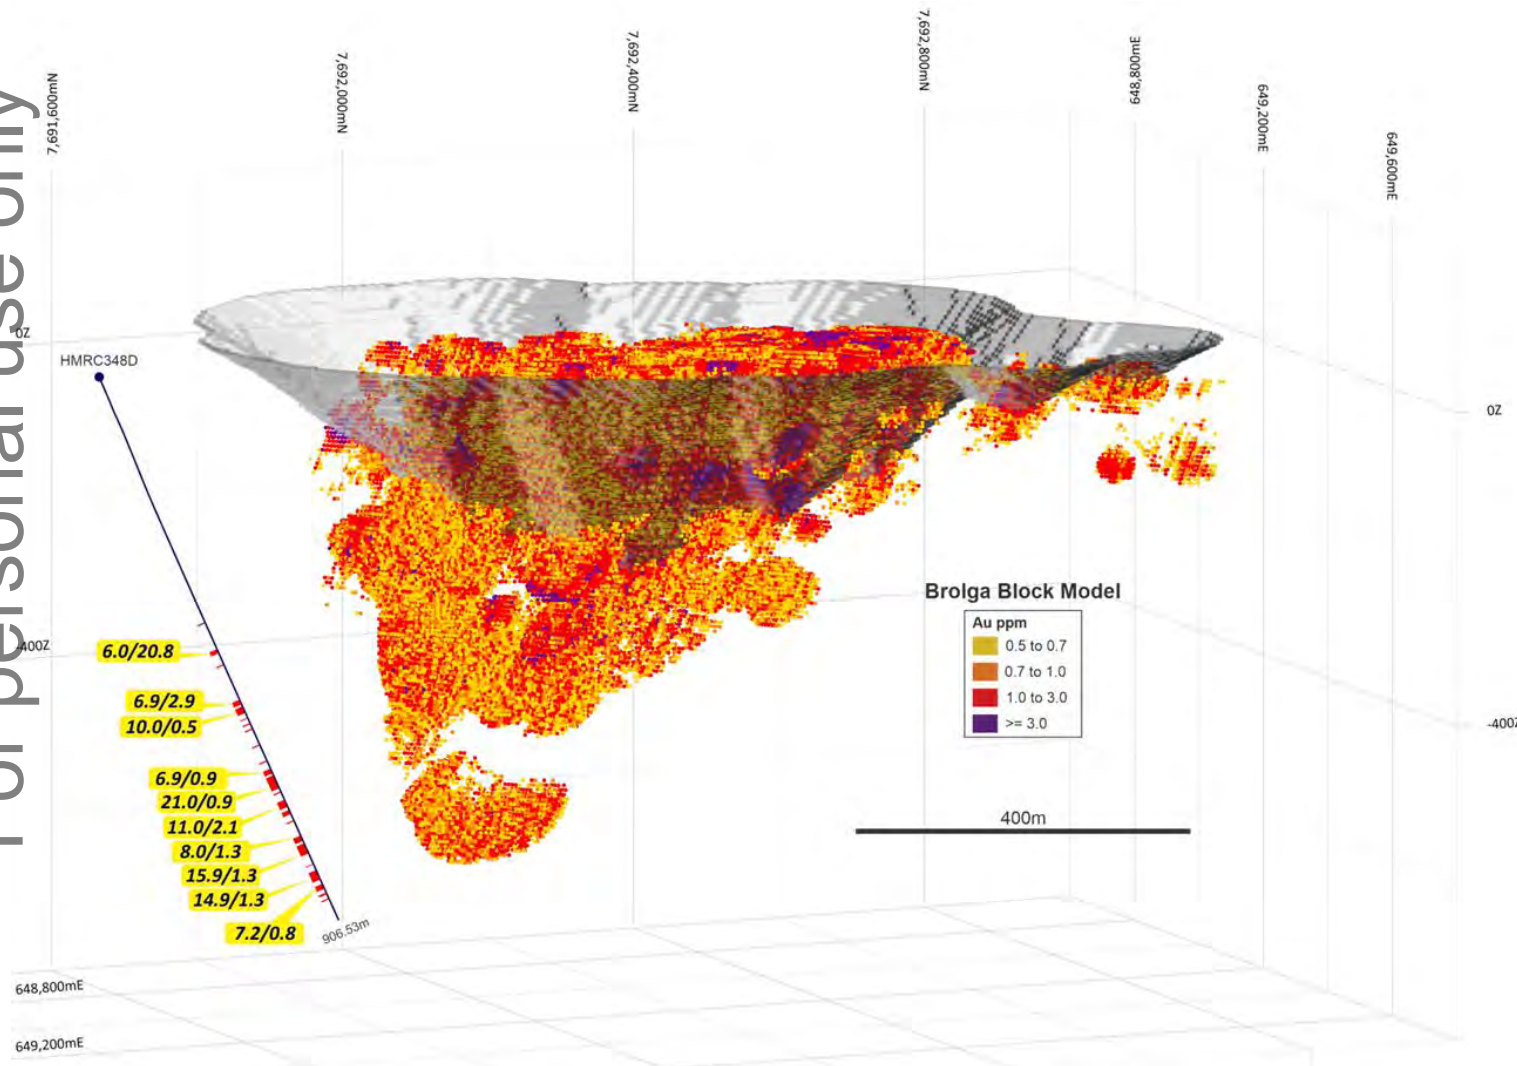 For personal use only
7,691,600mN
7,692,000mN
7,692,400mN
7,692,800mN
648,800mE
649,200mE
649,600mE
0Z
HMRC348D
0Z
-400Z
6.0/20.8
6.9/2.9
10.0/0.5
6.9/0.9
21.0/0.9
11.0/2.1
8.0/1.3
15.9/1.3
14.9/1.3
7.2/0.8
906.53m
Brolga Block Model
Au ppm
0.5 to 0.7
0.7 to 1.0
1.0 to 3.0
>= 3.0
-400Z
400m
648,800mE
649,200mE